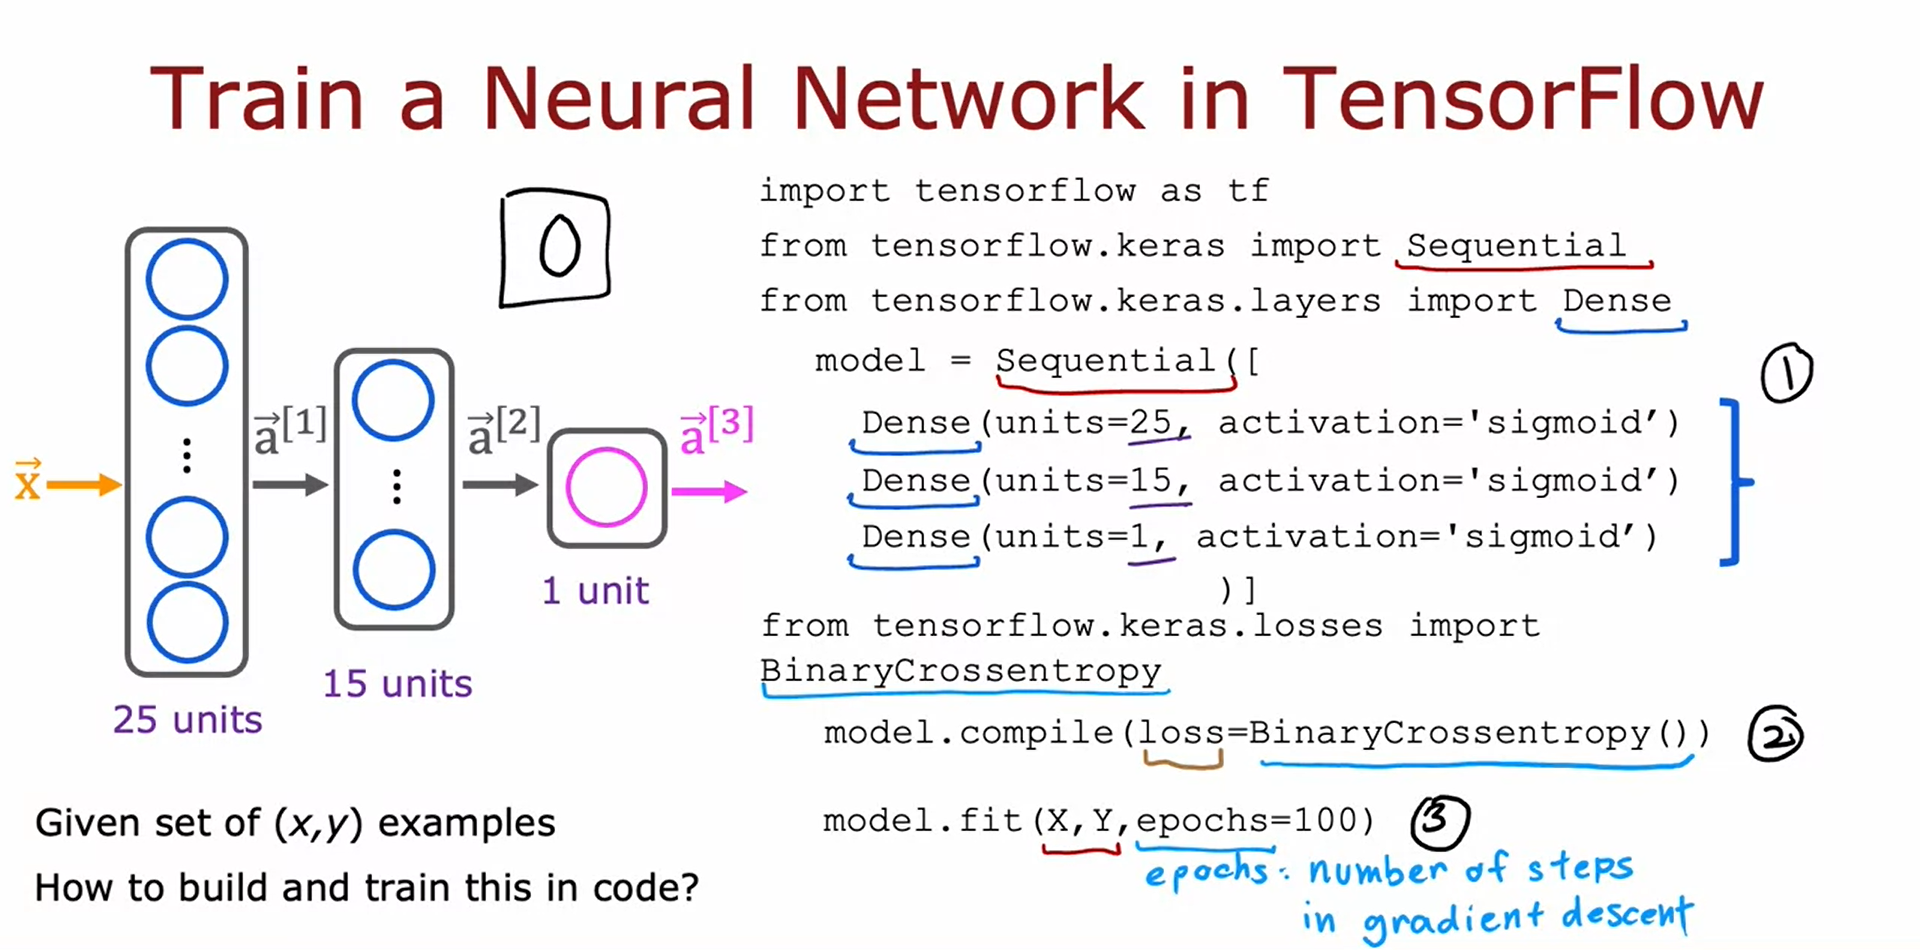 Train a Neural Network in TensorFlow
0
x⃗
a⃗[1]
a⃗[2]
a⃗[3]
25 units
15 units
1 unit
Given set of (x,y) examples
How to build and train this in code?
import tensorflow as tf
from tensorflow.keras import Sequential
from tensorflow.keras.layers import Dense
model = Sequential([
Dense(units=25, activation='sigmoid’)
Dense(units=15, activation='sigmoid’)
Dense(units=1, activation='sigmoid’)
)]
1
from tensorflow.keras.losses import
BinaryCrossentropy
model.compile(loss=BinaryCrossentropy()) 2
model.fit(X,Y,epochs=100) 3
epochs: number of steps
in gradient descent